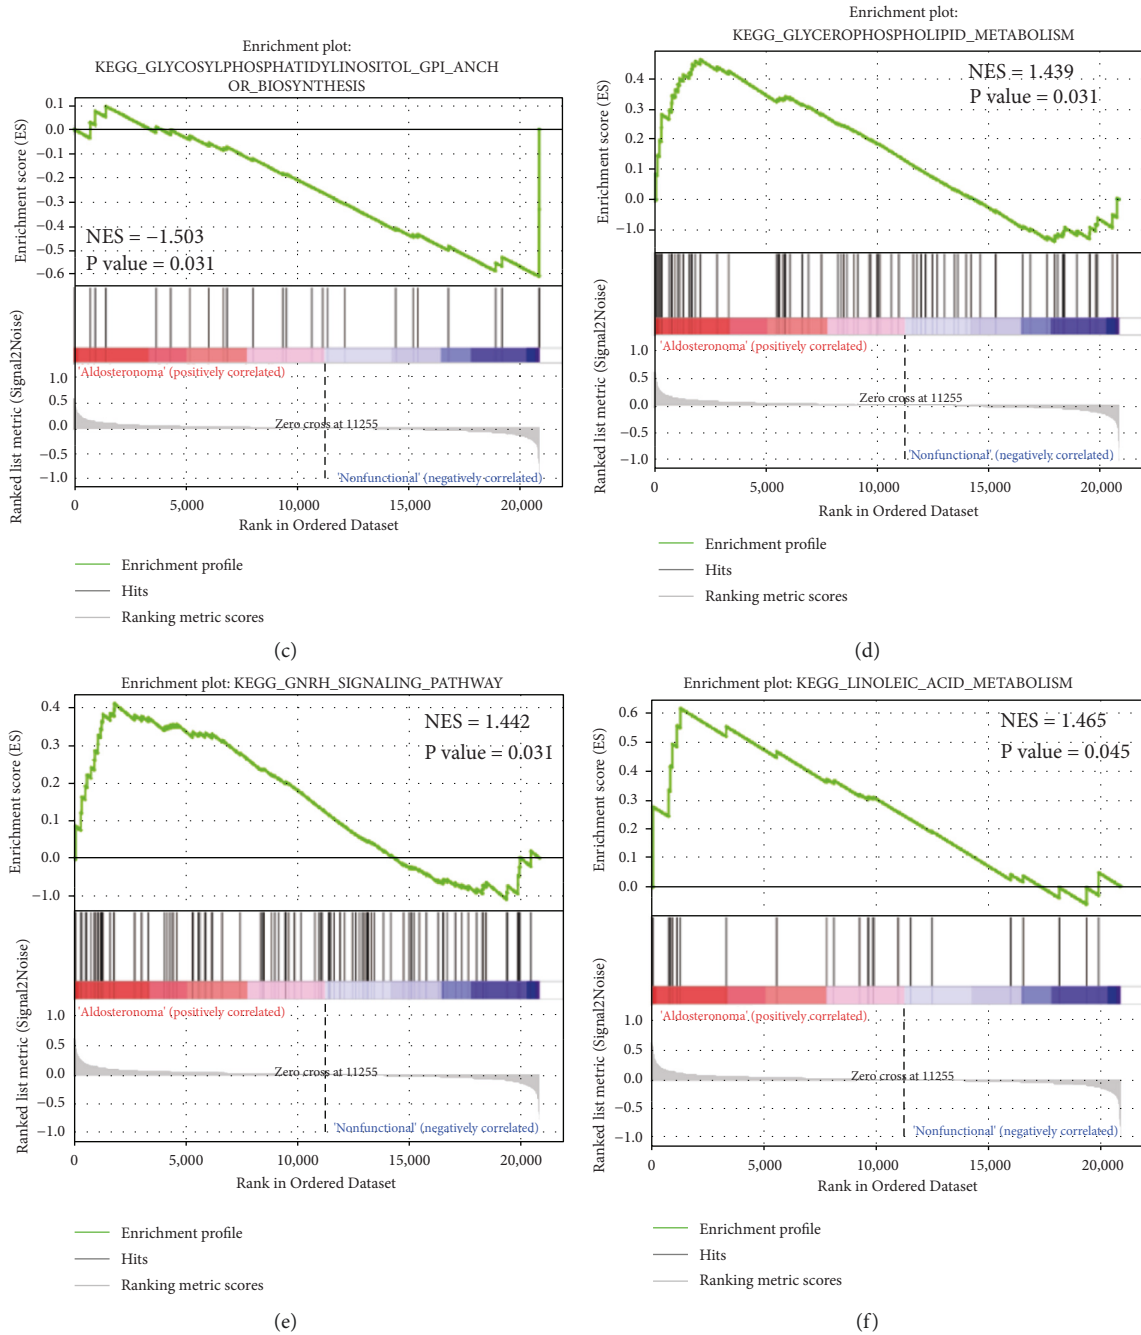 Enrichment plot:
KEGG_GLYCOSYLPHOSPHATIDYLINOSITOL_GPI_ANCH
OR_BIOSYNTHESIS
Enrichment score (ES)
0.1
0.0
−0.1
−0.2
−0.3
−0.4
−0.5
−0.6
NES = −1.503
P value = 0.031
Ranked list metric (Signal2Noise)
'Aldosteronoma' (positively correlated)
1.0
0.5
0.0
−0.5
−1.0
Zero cross at 11255
'Nonfunctional' (negatively correlated)
0
5,000
10,000
15,000
20,000
Rank in Ordered Dataset
Enrichment profile
Hits
Ranking metric scores
(c)
Enrichment plot:
KEGG_GLYCEROPHOSPHOLIPID_METABOLISM
Enrichment score (ES)
0.4
0.3
0.2
0.1
0.0
−1.0
NES = 1.439
P value = 0.031
Ranked list metric (Signal2Noise)
'Aldosteronoma' (positively correlated)
1.0
0.5
0.0
−0.5
−1.0
Zero cross at 11255
'Nonfunctional' (negatively correlated)
0
5,000
10,000
15,000
20,000
Rank in Ordered Dataset
Enrichment profile
Hits
Ranking metric scores
(d)
Enrichment plot: KEGG_GNRH_SIGNALING_PATHWAY
Enrichment score (ES)
0.4
0.3
0.2
0.1
0.0
−1.0
NES = 1.442
P value = 0.031
Ranked list metric (Signal2Noise)
'Aldosteronoma' (positively correlated)
1.0
0.5
0.0
−0.5
−1.0
Zero cross at 11255
'Nonfunctional' (negatively correlated)
0
5,000
10,000
15,000
20,000
Rank in Ordered Dataset
Enrichment profile
Hits
Ranking metric scores
(e)
Enrichment plot: KEGG_LINOLEIC_ACID_METABOLISM
Enrichment score (ES)
0.6
0.5
0.4
0.3
0.2
0.1
0.0
NES = 1.465
P value = 0.045
Ranked list metric (Signal2Noise)
'Aldosteronoma' (positively correlated)
1.0
0.5
0.0
−0.5
−1.0
Zero cross at 11255
'Nonfunctional' (negatively correlated)
0
5,000
10,000
15,000
20,000
Rank in Ordered Dataset
Enrichment profile
Hits
Ranking metric scores
(f)